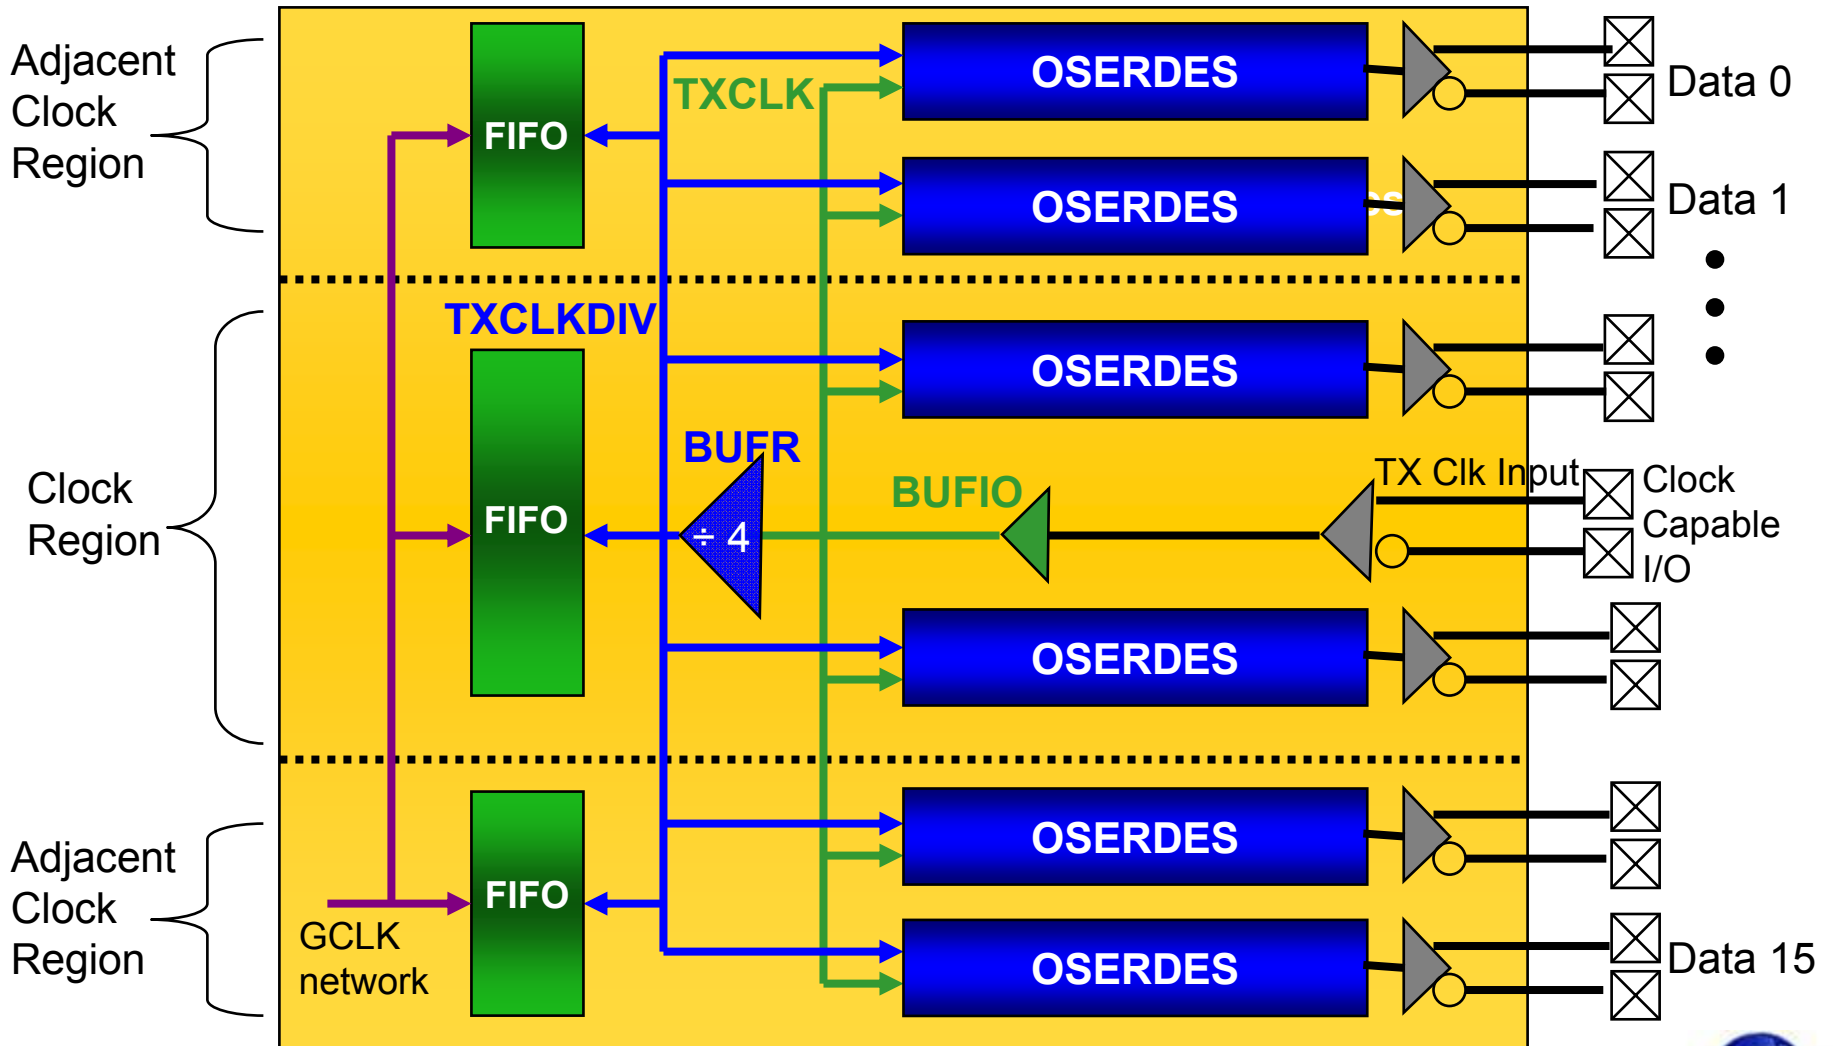 Adjacent
Clock
Region
FIFO
TXCLK
OSERDES
Data 0
OSERDES
Data 1
TXCLKDIV
OSERDES
Clock
Region
FIFO
BUFR
÷ 4
BUFIO
TX Clk Input
Clock
Capable
I/O
OSERDES
Adjacent
Clock
Region
FIFO
GCLK
network
OSERDES
OSERDES
Data 15